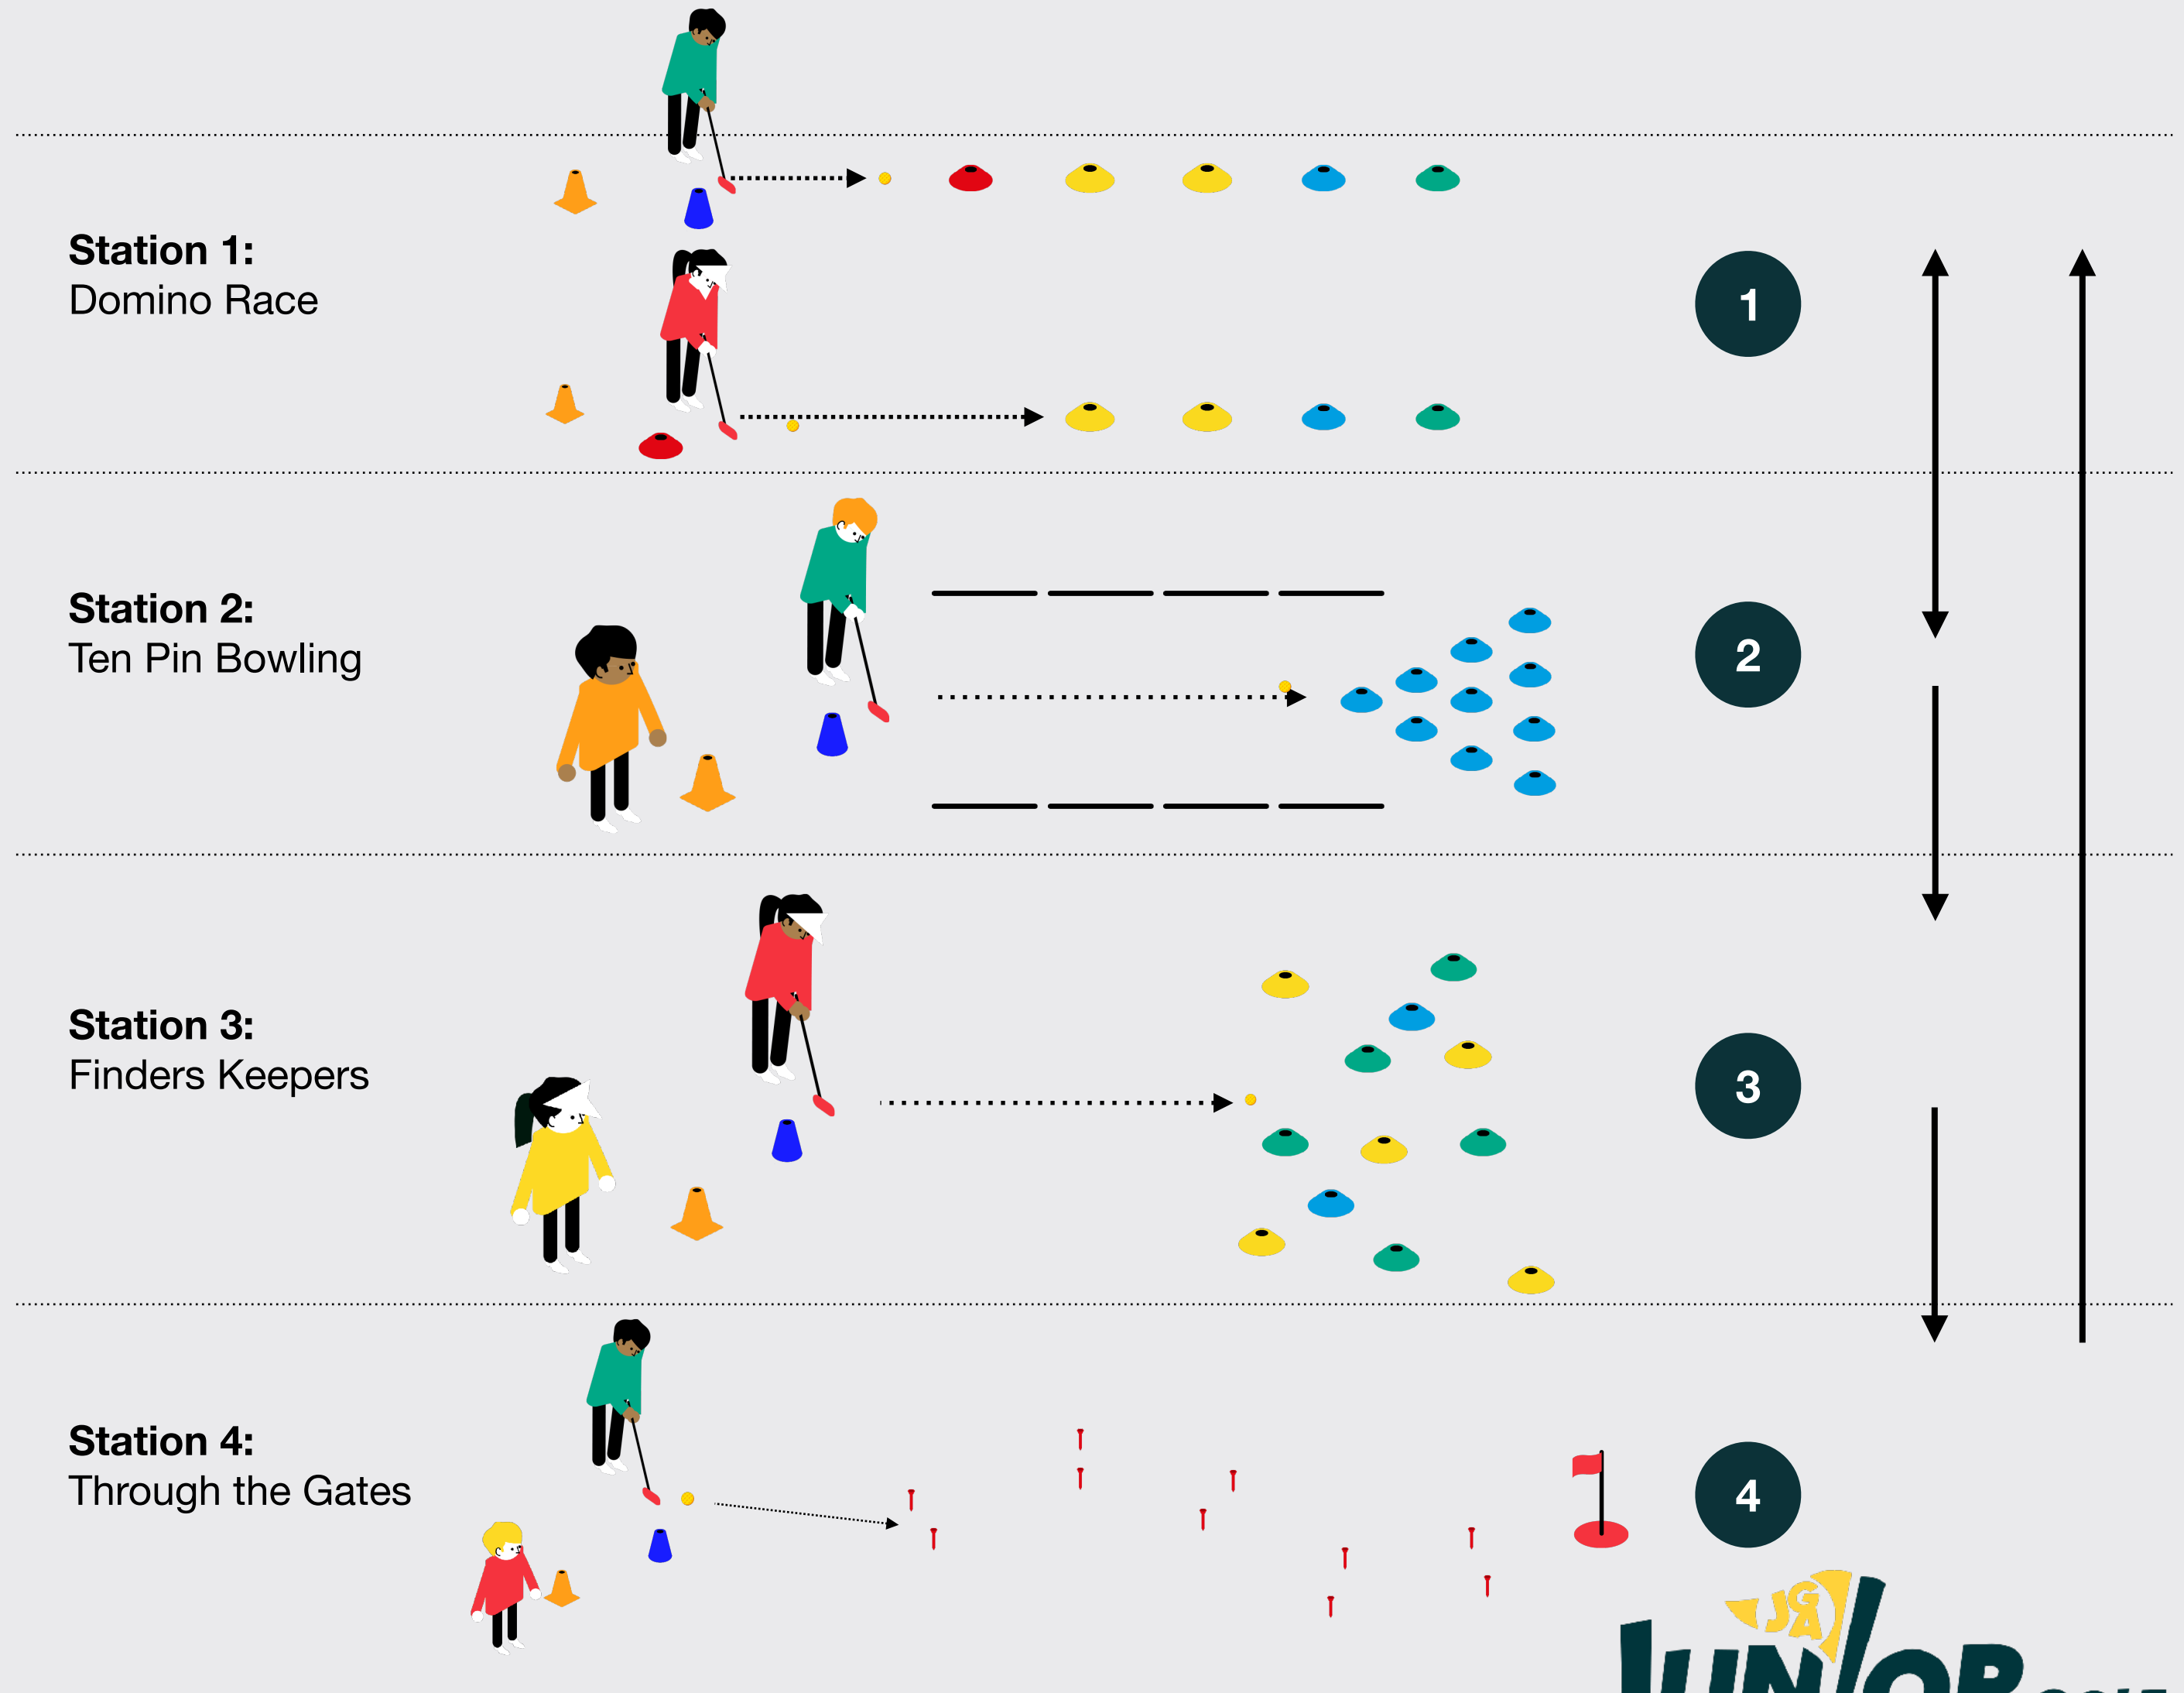 Station 1:
Domino Race
1
Station 2:
Ten Pin Bowling
2
Station 3:
Finders Keepers
3
Station 4:
Through the Gates
4
JUNIOR